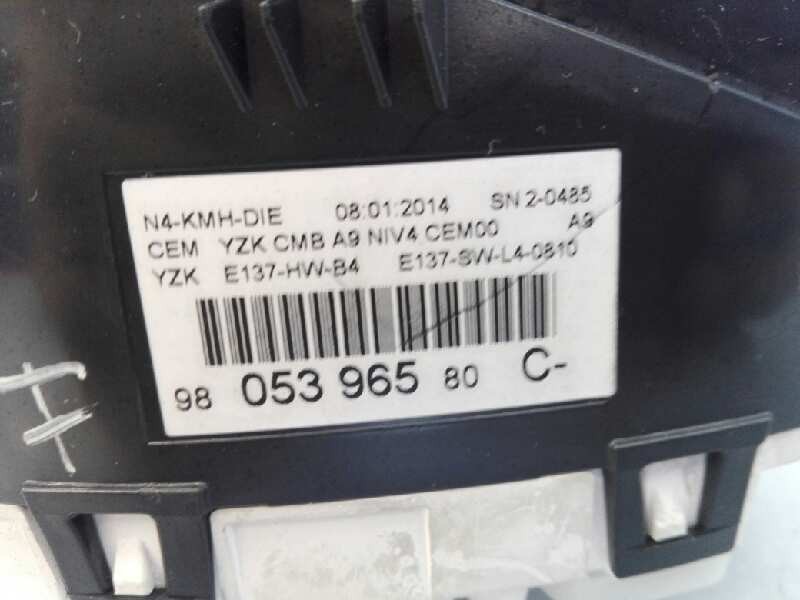 N4-KMH-DIE 08:01:2014 SN 2-0485
CEM YZK CMB A9 NIV4 CEM00 A9
YZK E137-HW-B4 E137-SW-L4-0810
98 053 965 80 C-